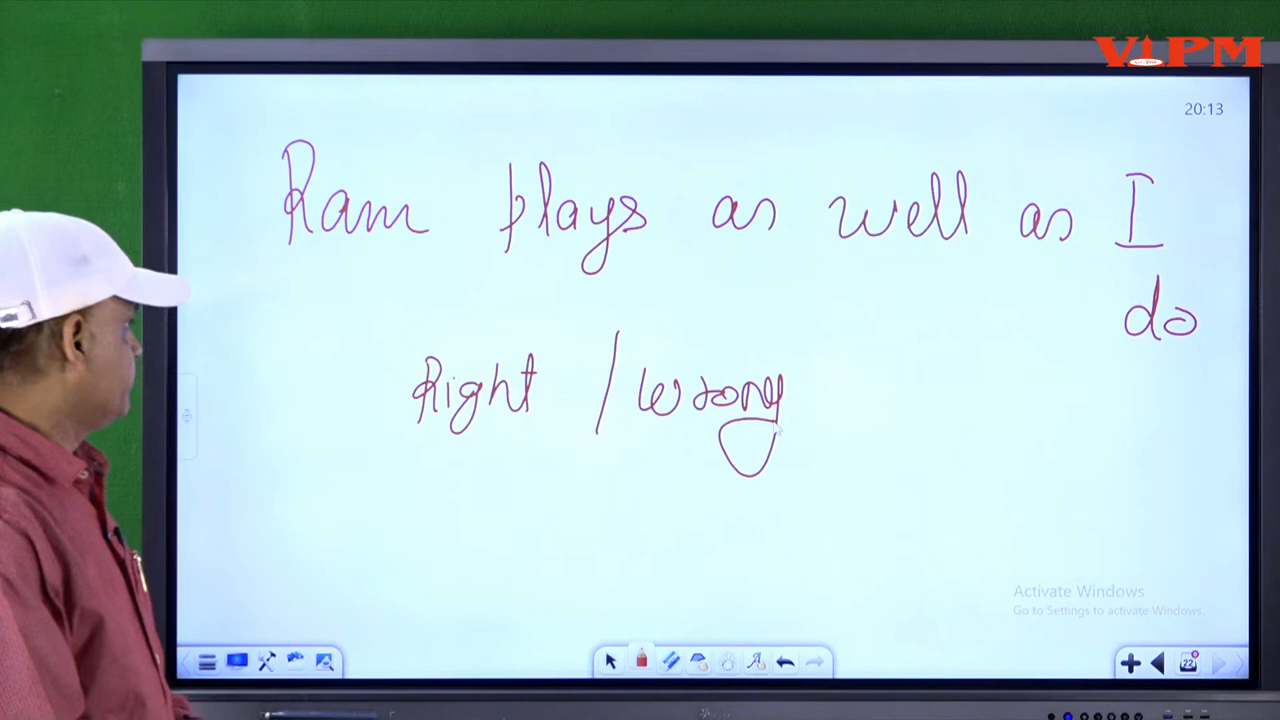 VIPM
20:13
Ram plays as well as I
do
Right / Wrong
Activate Windows
Go to Settings to activate Windows.
22